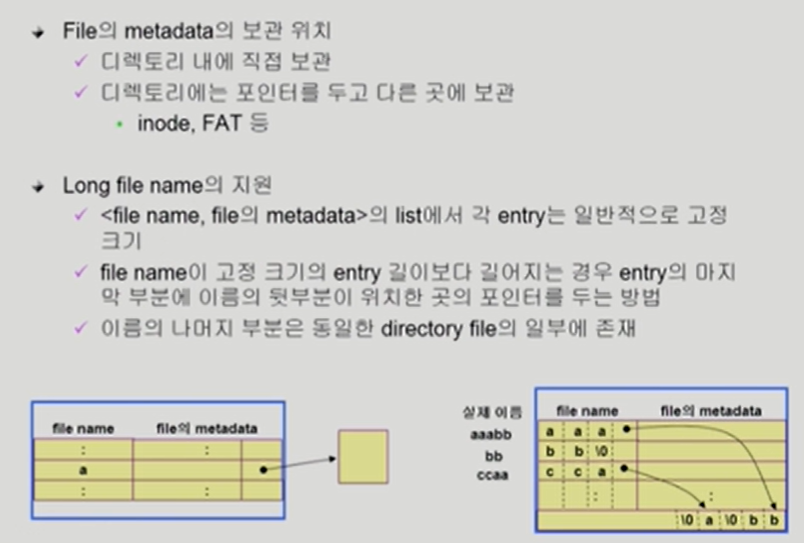 File의 metadata의 보관 위치
디렉토리 내에 직접 보관
디렉토리에는 포인터를 두고 다른 곳에 보관
inode, FAT 등
Long file name의 지원
<file name, file의 metadata>의 list에서 각 entry는 일반적으로 고정
크기
file name이 고정 크기의 entry 길이보다 길어지는 경우 entry의 마지
막 부분에 이름의 뒷부분이 위치한 곳의 포인터를 두는 방법
이름의 나머지 부분은 동일한 directory file의 일부에 존재
file name file의 metadata
: :
a
: :
실제 이름 file name file의 metadata
aaabb a a a
bb b b \0
ccaa c c a
: :
\0 a \0 b b